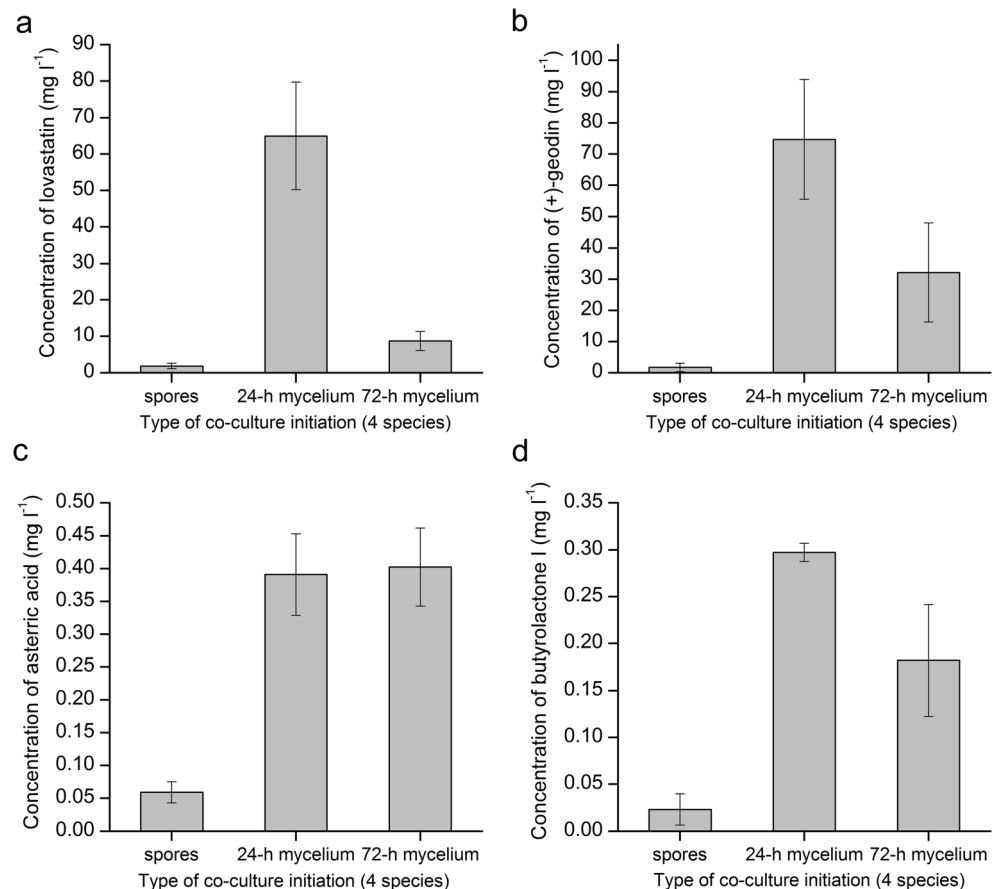 a
90
80
70
60
50
40
30
20
10
0
Concentration of lovastatin (mg l⁻¹)
spores 24-h mycelium 72-h mycelium
Type of co-culture initiation (4 species)
b
100
90
80
70
60
50
40
30
20
10
0
Concentration of (+)-geodin (mg l⁻¹)
spores 24-h mycelium 72-h mycelium
Type of co-culture initiation (4 species)
c
0.50
0.45
0.40
0.35
0.30
0.25
0.20
0.15
0.10
0.05
0.00
Concentration of asterric acid (mg l⁻¹)
spores 24-h mycelium 72-h mycelium
Type of co-culture initiation (4 species)
d
0.35
0.30
0.25
0.20
0.15
0.10
0.05
0.00
Concentration of butyrolactone I (mg l⁻¹)
spores 24-h mycelium 72-h mycelium
Type of co-culture initiation (4 species)